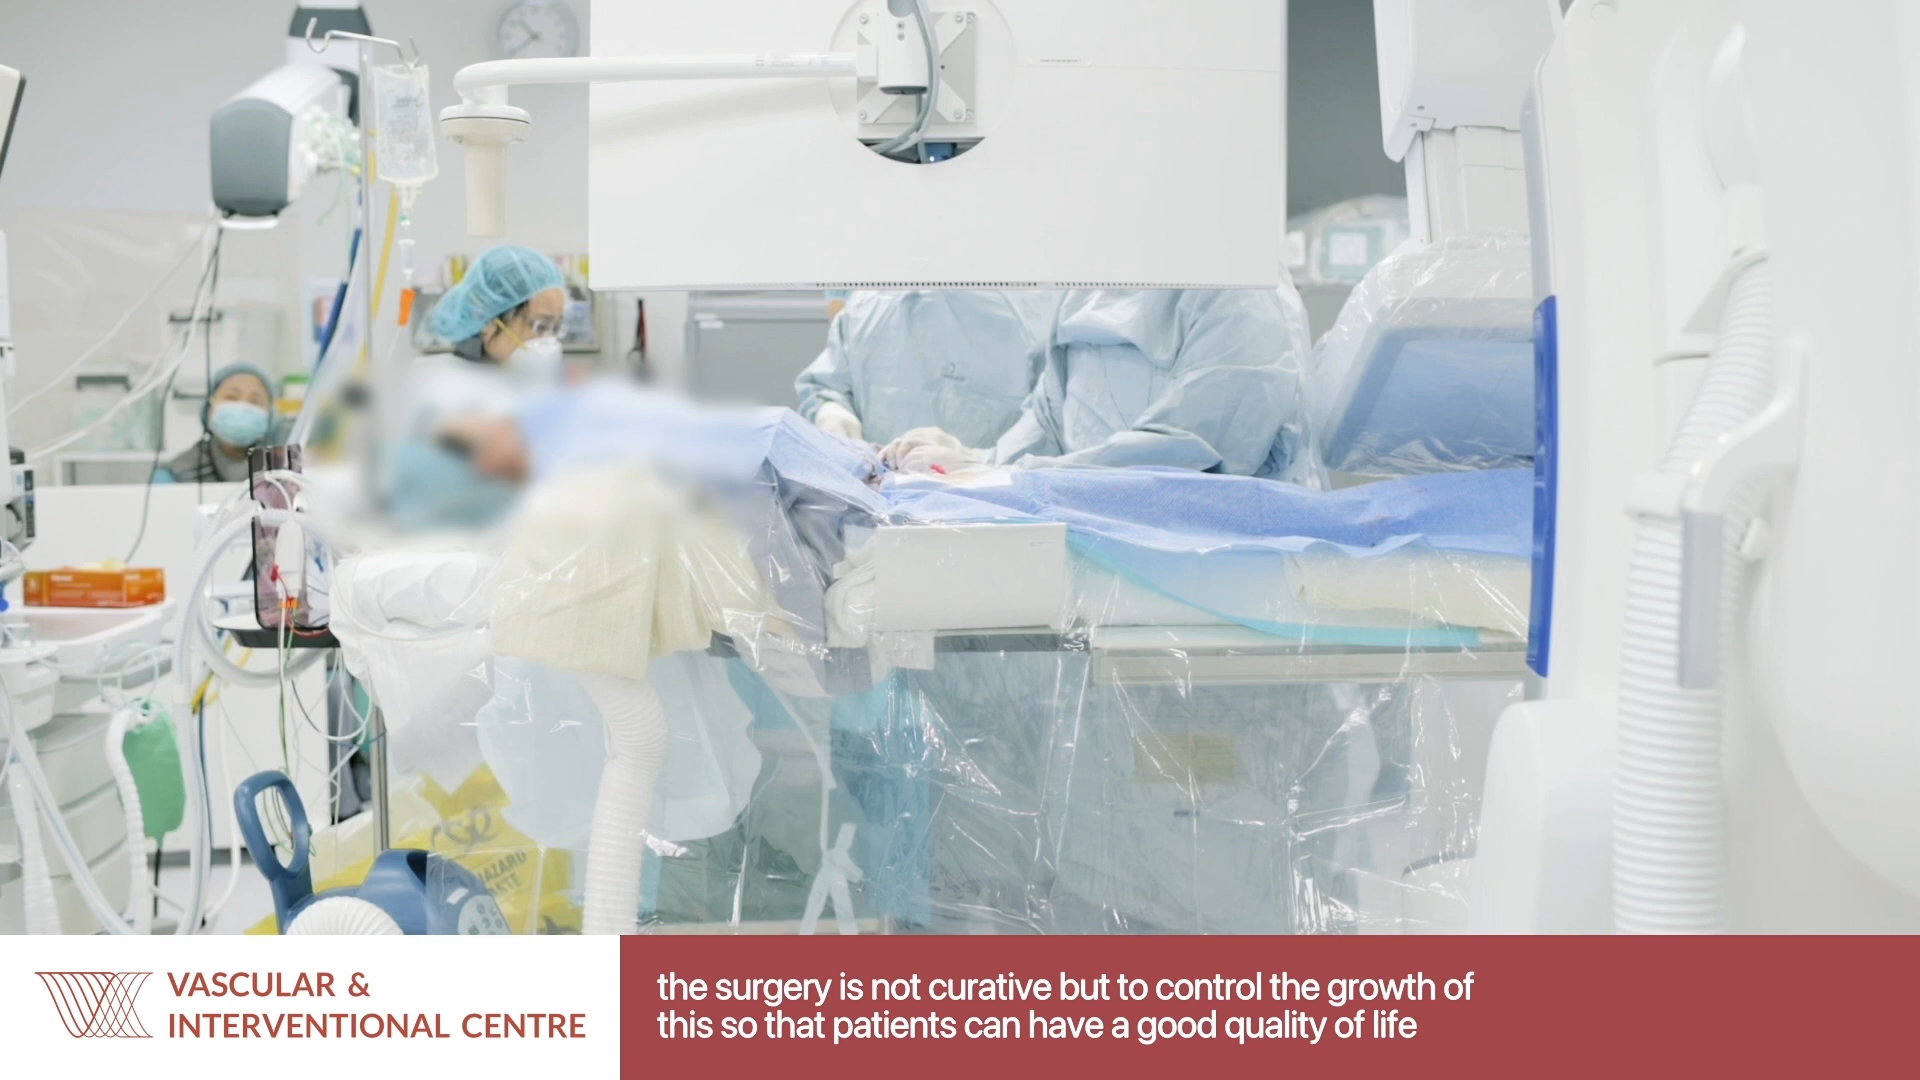 HAZARD
VASCULAR &
INTERVENTIONAL CENTRE
the surgery is not curative but to control the growth of
this so that patients can have a good quality of life